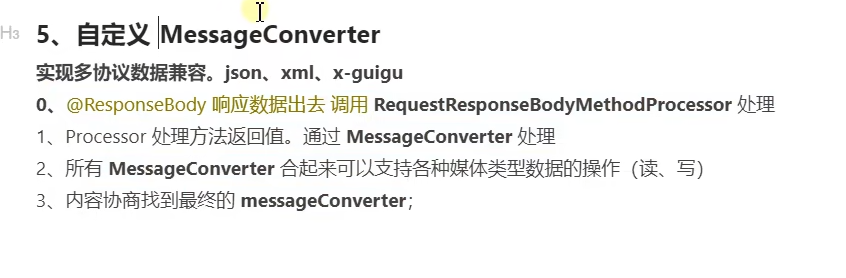 H3
5、自定义 MessageConverter
实现多协议数据兼容。json、xml、x-guigu
0、@ResponseBody 响应数据出去 调用 RequestResponseBodyMethodProcessor 处理
1、Processor 处理方法返回值。通过 MessageConverter 处理
2、所有 MessageConverter 合起来可以支持各种媒体类型数据的操作（读、写）
3、内容协商找到最终的 messageConverter；